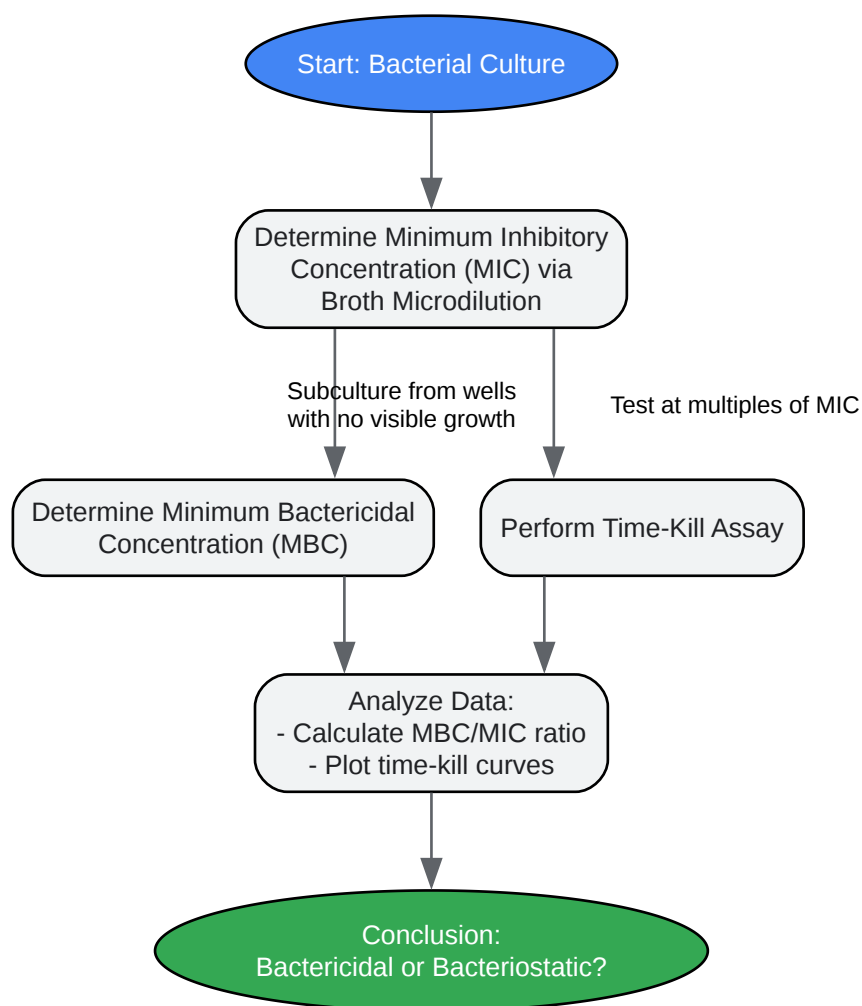 Start: Bacterial Culture
Determine Minimum Inhibitory
Concentration (MIC) via
Broth Microdilution
Subculture from wells
with no visible growth
Test at multiples of MIC
Determine Minimum Bactericidal
Concentration (MBC)
Perform Time-Kill Assay
Analyze Data:
- Calculate MBC/MIC ratio
- Plot time-kill curves
Conclusion:
Bactericidal or Bacteriostatic?